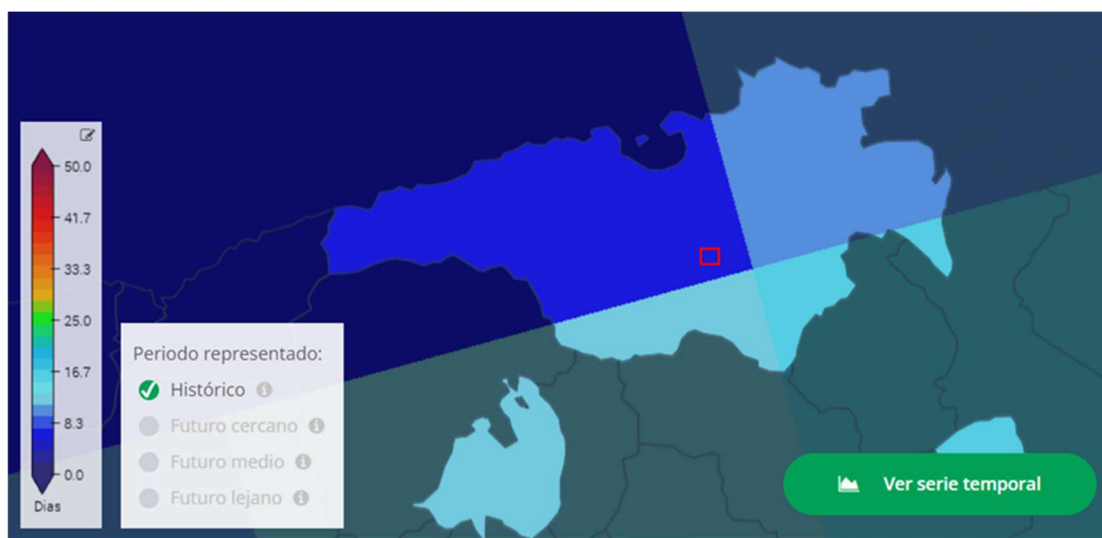 50.0
41.7
33.3
25.0
16.7
8.3
0.0
Dias
Periodo representado:
Histórico
Futuro cercano
Futuro medio
Futuro lejano
Ver serie temporal